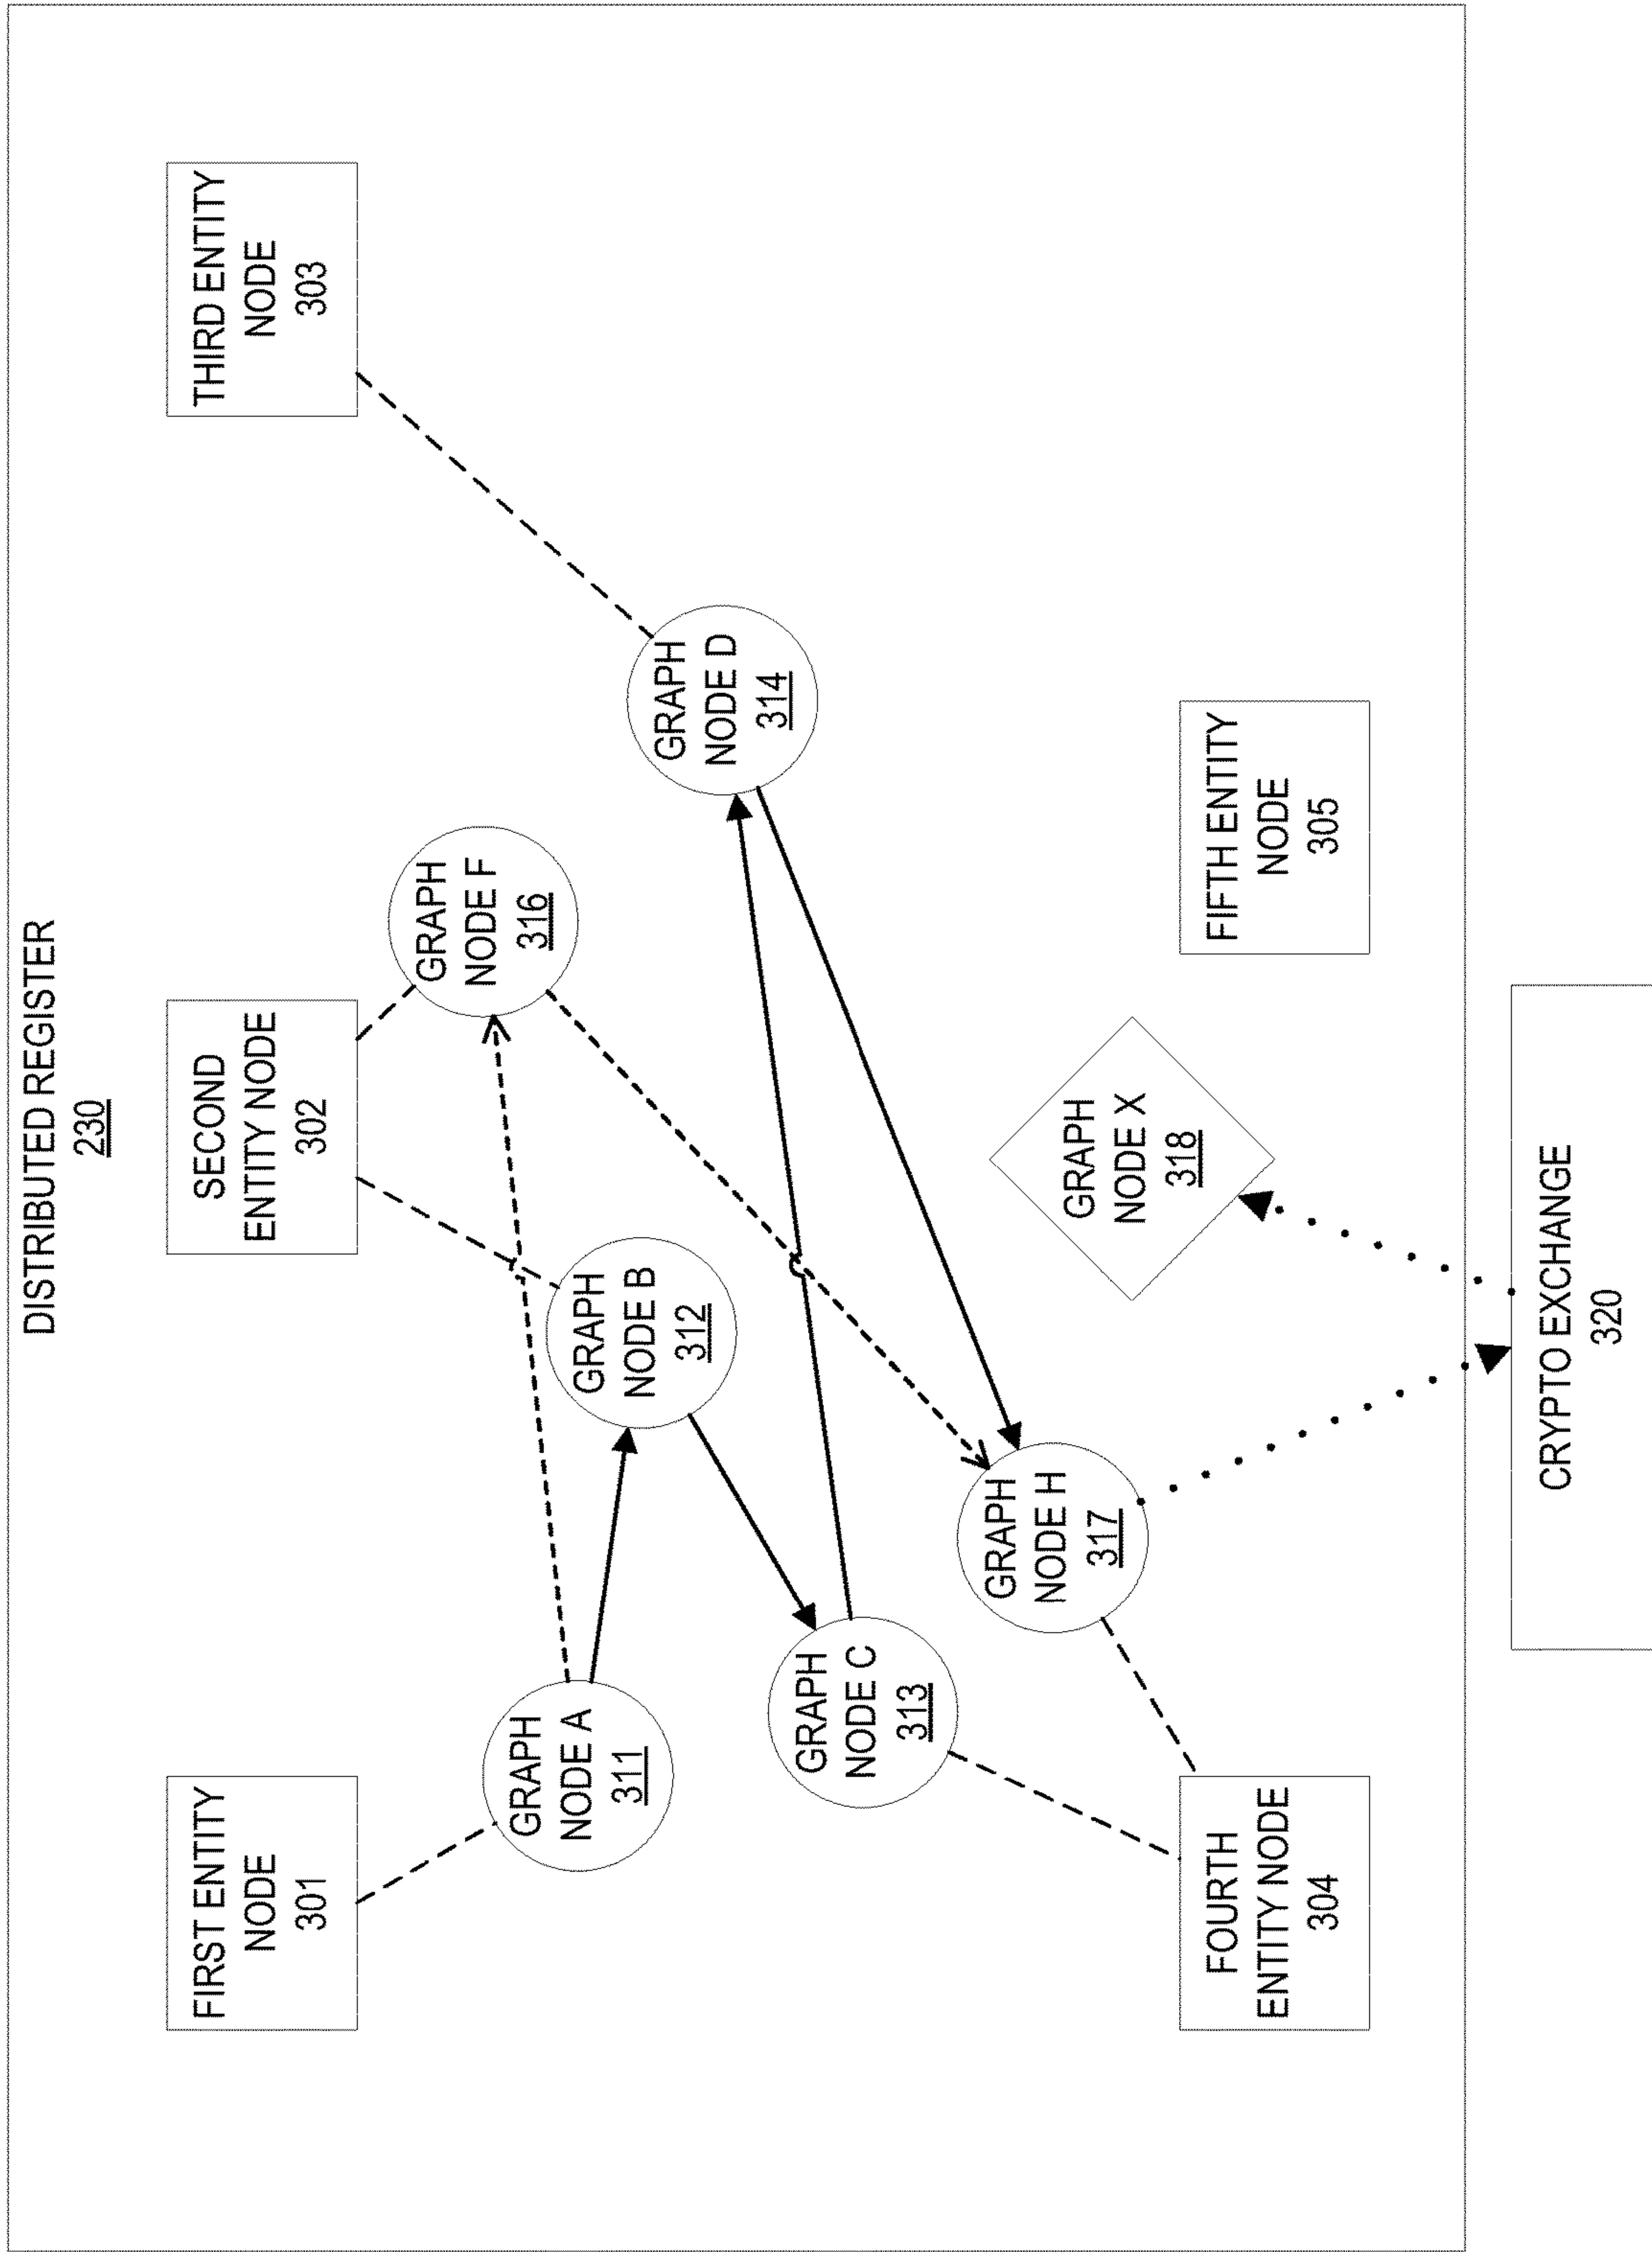 DISTRIBUTED REGISTER
230
FIRST ENTITY
NODE
301
SECOND
ENTITY NODE
302
THIRD ENTITY
NODE
303
GRAPH
NODE A
311
GRAPH
NODE B
312
GRAPH
NODE F
316
GRAPH
NODE D
314
GRAPH
NODE C
313
GRAPH
NODE H
317
GRAPH
NODE X
318
FOURTH
ENTITY NODE
304
FIFTH ENTITY
NODE
305
CRYPTO EXCHANGE
320